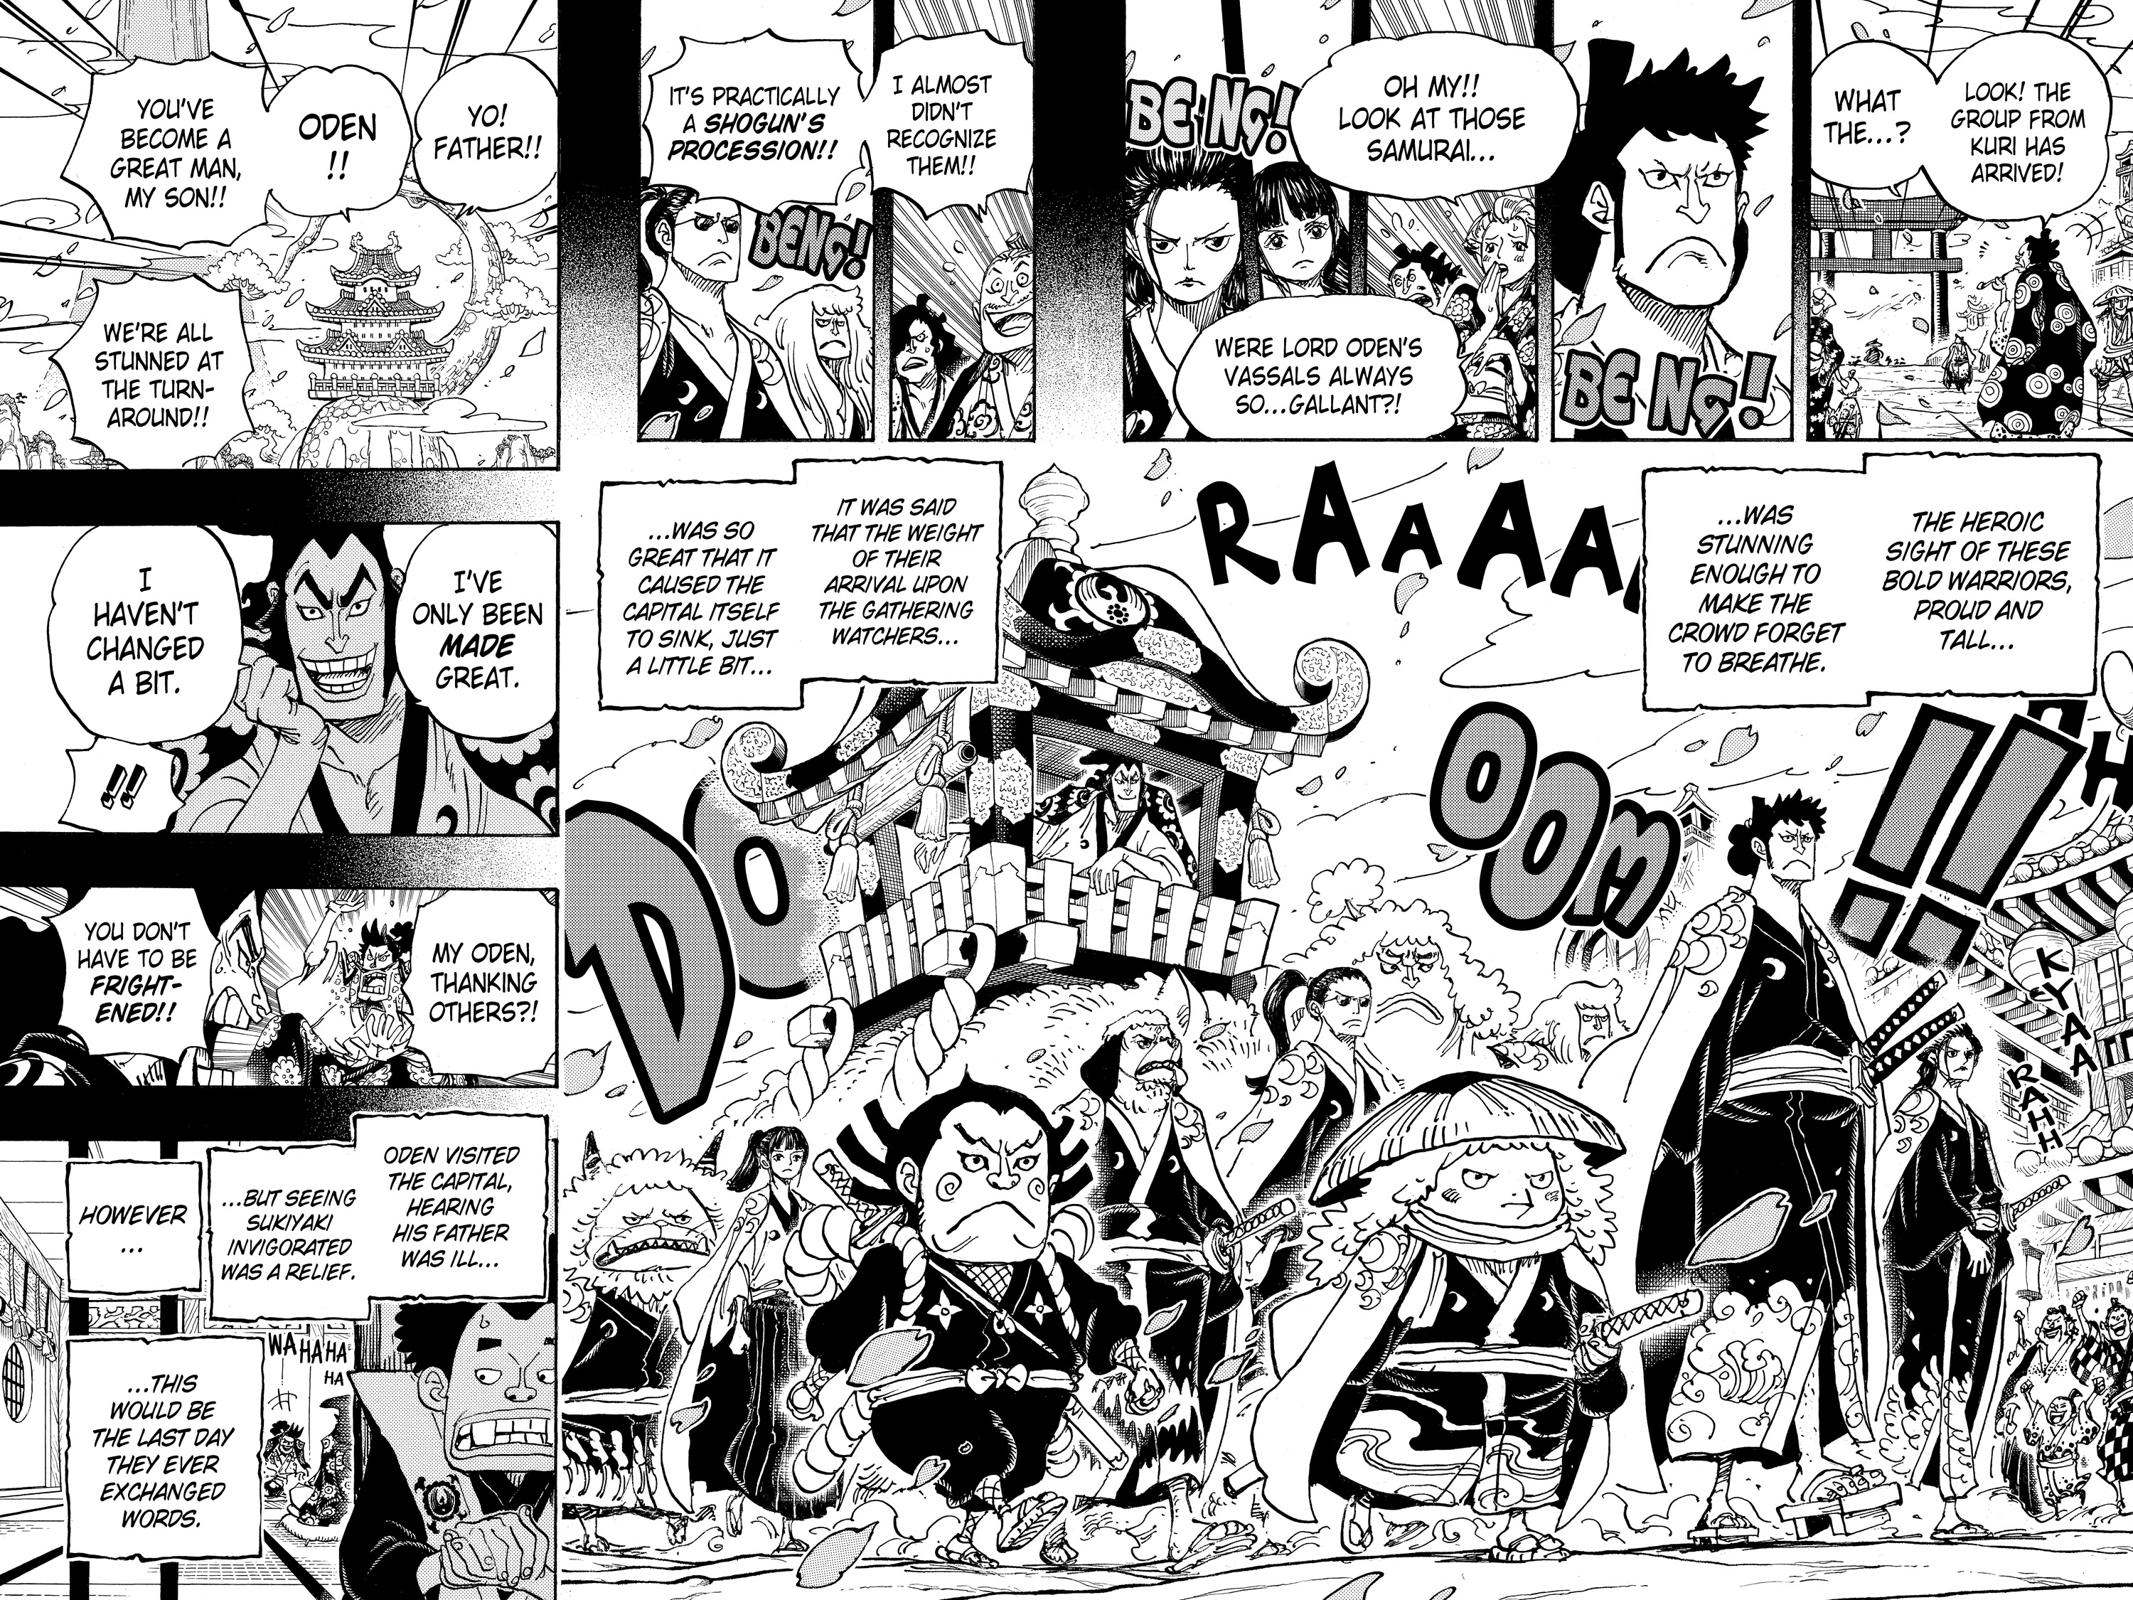 LOOK! THE
GROUP FROM
KURI HAS
ARRIVED!
WHAT
THE...?
BENG!
OH MY!!
LOOK AT THOSE
SAMURAI...
BENG!
WERE LORD ODEN'S
VASSALS ALWAYS
SO...GALLANT?!
I ALMOST
DIDN'T
RECOGNIZE
THEM!!
IT'S PRACTICALLY
A SHOGUN'S
PROCESSION!!
BENG!
THE HEROIC
SIGHT OF THESE
BOLD WARRIORS,
PROUD AND
TALL...
...WAS
STUNNING
ENOUGH TO
MAKE THE
CROWD FORGET
TO BREATHE.
RAAAAA
AHH
IT WAS SAID
THAT THE WEIGHT
OF THEIR
ARRIVAL UPON
THE GATHERING
WATCHERS...
...WAS SO
GREAT THAT IT
CAUSED THE
CAPITAL ITSELF
TO SINK, JUST
A LITTLE BIT...
DOOOM!!
KYAA
RAHH
YO!
FATHER!!
ODEN
!!
YOU'VE
BECOME A
GREAT MAN,
MY SON!!
WE'RE ALL
STUNNED AT
THE TURN-
AROUND!!
I'VE
ONLY BEEN
MADE
GREAT.
I
HAVEN'T
CHANGED
A BIT.
!!
MY ODEN,
THANKING
OTHERS?!
YOU DON'T
HAVE TO BE
FRIGHT-
ENED!!
ODEN VISITED
THE CAPITAL,
HEARING
HIS FATHER
WAS ILL...
...BUT SEEING
SUKIYAKI
INVIGORATED
WAS A RELIEF.
HOWEVER
...
WAHAHAHA
...THIS
WOULD BE
THE LAST DAY
THEY EVER
EXCHANGED
WORDS.